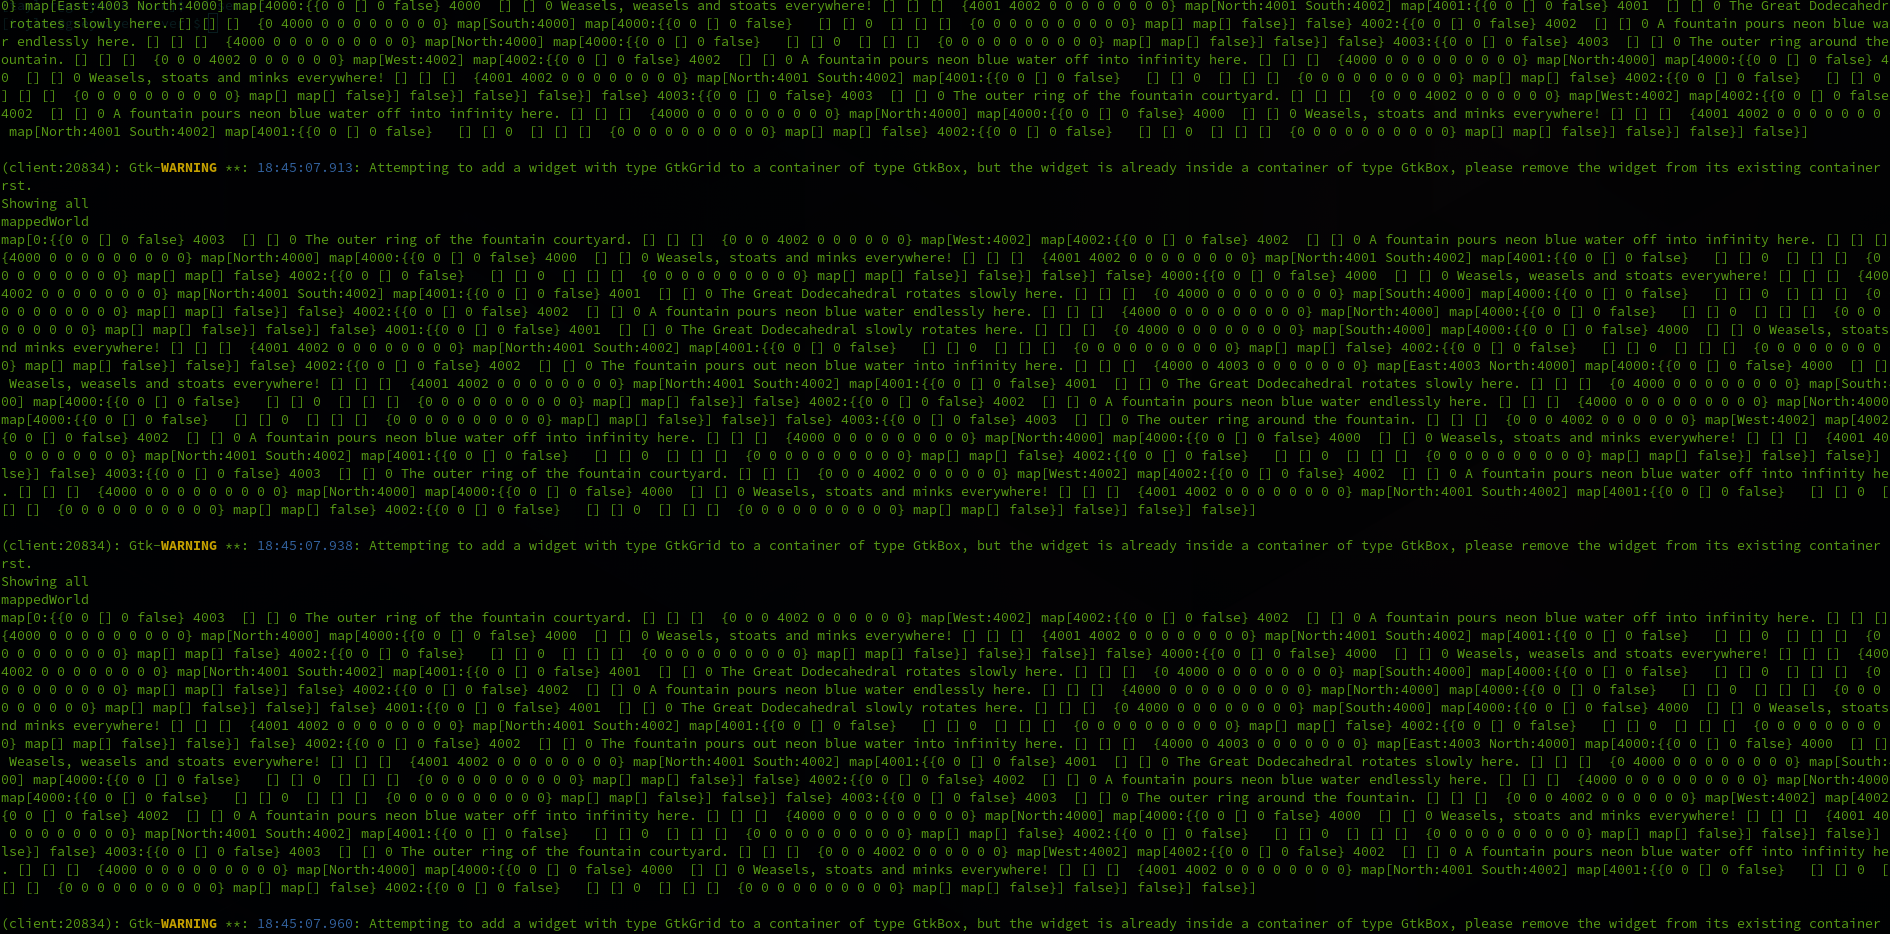 0} map[East:4003 North:4000] map[4000:{{0 0 [] 0 false} 4000  [] [] 0 Weasels, weasels and stoats everywhere! [] [] []  {4001 4002 0 0 0 0 0 0 0 0} map[North:4001 South:4002] map[4001:{{0 0 [] 0 false} 4001  [] [] 0 The Great Dodecahedr
rotates slowly here. [] [] []  {0 4000 0 0 0 0 0 0 0 0} map[South:4000] map[4000:{{0 0 [] 0 false}   [] [] 0  [] [] []  {0 0 0 0 0 0 0 0 0 0} map[] map[] false}] false} 4002:{{0 0 [] 0 false} 4002  [] [] 0 A fountain pours neon blue wa
r endlessly here. [] [] []  {4000 0 0 0 0 0 0 0 0 0} map[North:4000] map[4000:{{0 0 [] 0 false}   [] [] 0  [] [] []  {0 0 0 0 0 0 0 0 0 0} map[] map[] false}] false}] false} 4003:{{0 0 [] 0 false} 4003  [] [] 0 The outer ring around the
ountain. [] [] []  {0 0 0 4002 0 0 0 0 0 0} map[West:4002] map[4002:{{0 0 [] 0 false} 4002  [] [] 0 A fountain pours neon blue water off into infinity here. [] [] []  {4000 0 0 0 0 0 0 0 0 0} map[North:4000] map[4000:{{0 0 [] 0 false} 4
0  [] [] 0 Weasels, stoats and minks everywhere! [] [] []  {4001 4002 0 0 0 0 0 0 0 0} map[North:4001 South:4002] map[4001:{{0 0 [] 0 false}   [] [] 0  [] [] []  {0 0 0 0 0 0 0 0 0 0} map[] map[] false} 4002:{{0 0 [] 0 false}   [] [] 0
] [] []  {0 0 0 0 0 0 0 0 0 0} map[] map[] false}] false}] false}] false}] false} 4003:{{0 0 [] 0 false} 4003  [] [] 0 The outer ring of the fountain courtyard. [] [] []  {0 0 0 4002 0 0 0 0 0 0} map[West:4002] map[4002:{{0 0 [] 0 false
4002  [] [] 0 A fountain pours neon blue water off into infinity here. [] [] []  {4000 0 0 0 0 0 0 0 0 0} map[North:4000] map[4000:{{0 0 [] 0 false} 4000  [] [] 0 Weasels, stoats and minks everywhere! [] [] []  {4001 4002 0 0 0 0 0 0 0
map[North:4001 South:4002] map[4001:{{0 0 [] 0 false}   [] [] 0  [] [] []  {0 0 0 0 0 0 0 0 0 0} map[] map[] false} 4002:{{0 0 [] 0 false}   [] [] 0  [] [] []  {0 0 0 0 0 0 0 0 0 0} map[] map[] false}] false}] false}] false}]
(client:20834): Gtk-WARNING **: 18:45:07.913: Attempting to add a widget with type GtkGrid to a container of type GtkBox, but the widget is already inside a container of type GtkBox, please remove the widget from its existing container
rst.
Showing all
mappedWorld
map[0:{{0 0 [] 0 false} 4003  [] [] 0 The outer ring of the fountain courtyard. [] [] []  {0 0 0 4002 0 0 0 0 0 0} map[West:4002] map[4002:{{0 0 [] 0 false} 4002  [] [] 0 A fountain pours neon blue water off into infinity here. [] [] []
{4000 0 0 0 0 0 0 0 0 0} map[North:4000] map[4000:{{0 0 [] 0 false} 4000  [] [] 0 Weasels, stoats and minks everywhere! [] [] []  {4001 4002 0 0 0 0 0 0 0 0} map[North:4001 South:4002] map[4001:{{0 0 [] 0 false}   [] [] 0  [] [] []  {0
0 0 0 0 0 0 0 0} map[] map[] false} 4002:{{0 0 [] 0 false}   [] [] 0  [] [] []  {0 0 0 0 0 0 0 0 0 0} map[] map[] false}] false}] false}] false} 4000:{{0 0 [] 0 false} 4000  [] [] 0 Weasels, weasels and stoats everywhere! [] [] []  {400
4002 0 0 0 0 0 0 0 0} map[North:4001 South:4002] map[4001:{{0 0 [] 0 false} 4001  [] [] 0 The Great Dodecahedral rotates slowly here. [] [] []  {0 4000 0 0 0 0 0 0 0 0} map[South:4000] map[4000:{{0 0 [] 0 false}   [] [] 0  [] [] []  {0
0 0 0 0 0 0 0 0} map[] map[] false}] false} 4002:{{0 0 [] 0 false} 4002  [] [] 0 A fountain pours neon blue water endlessly here. [] [] []  {4000 0 0 0 0 0 0 0 0 0} map[North:4000] map[4000:{{0 0 [] 0 false}   [] [] 0  [] [] []  {0 0 0
0 0 0 0 0 0} map[] map[] false}] false}] false} 4001:{{0 0 [] 0 false} 4001  [] [] 0 The Great Dodecahedral slowly rotates here. [] [] []  {0 4000 0 0 0 0 0 0 0 0} map[South:4000] map[4000:{{0 0 [] 0 false} 4000  [] [] 0 Weasels, stoats
nd minks everywhere! [] [] []  {4001 4002 0 0 0 0 0 0 0 0} map[North:4001 South:4002] map[4001:{{0 0 [] 0 false}   [] [] 0  [] [] []  {0 0 0 0 0 0 0 0 0 0} map[] map[] false} 4002:{{0 0 [] 0 false}   [] [] 0  [] [] []  {0 0 0 0 0 0 0 0
0} map[] map[] false}] false}] false} 4002:{{0 0 [] 0 false} 4002  [] [] 0 The fountain pours out neon blue water into infinity here. [] [] []  {4000 0 4003 0 0 0 0 0 0 0} map[East:4003 North:4000] map[4000:{{0 0 [] 0 false} 4000  [] []
Weasels, weasels and stoats everywhere! [] [] []  {4001 4002 0 0 0 0 0 0 0 0} map[North:4001 South:4002] map[4001:{{0 0 [] 0 false} 4001  [] [] 0 The Great Dodecahedral rotates slowly here. [] [] []  {0 4000 0 0 0 0 0 0 0 0} map[South:
00] map[4000:{{0 0 [] 0 false}   [] [] 0  [] [] []  {0 0 0 0 0 0 0 0 0 0} map[] map[] false}] false} 4002:{{0 0 [] 0 false} 4002  [] [] 0 A fountain pours neon blue water endlessly here. [] [] []  {4000 0 0 0 0 0 0 0 0 0} map[North:4000
map[4000:{{0 0 [] 0 false}   [] [] 0  [] [] []  {0 0 0 0 0 0 0 0 0 0} map[] map[] false}] false}] false} 4003:{{0 0 [] 0 false} 4003  [] [] 0 The outer ring around the fountain. [] [] []  {0 0 0 4002 0 0 0 0 0 0} map[West:4002] map[4002
{0 0 [] 0 false} 4002  [] [] 0 A fountain pours neon blue water off into infinity here. [] [] []  {4000 0 0 0 0 0 0 0 0 0} map[North:4000] map[4000:{{0 0 [] 0 false} 4000  [] [] 0 Weasels, stoats and minks everywhere! [] [] []  {4001 40
0 0 0 0 0 0 0 0} map[North:4001 South:4002] map[4001:{{0 0 [] 0 false}   [] [] 0  [] [] []  {0 0 0 0 0 0 0 0 0 0} map[] map[] false} 4002:{{0 0 [] 0 false}   [] [] 0  [] [] []  {0 0 0 0 0 0 0 0 0 0} map[] map[] false}] false}] false}]
lse}] false} 4003:{{0 0 [] 0 false} 4003  [] [] 0 The outer ring of the fountain courtyard. [] [] []  {0 0 0 4002 0 0 0 0 0 0} map[West:4002] map[4002:{{0 0 [] 0 false} 4002  [] [] 0 A fountain pours neon blue water off into infinity he
. [] [] []  {4000 0 0 0 0 0 0 0 0 0} map[North:4000] map[4000:{{0 0 [] 0 false} 4000  [] [] 0 Weasels, stoats and minks everywhere! [] [] []  {4001 4002 0 0 0 0 0 0 0 0} map[North:4001 South:4002] map[4001:{{0 0 [] 0 false}   [] [] 0  [
[] []  {0 0 0 0 0 0 0 0 0 0} map[] map[] false} 4002:{{0 0 [] 0 false}   [] [] 0  [] [] []  {0 0 0 0 0 0 0 0 0 0} map[] map[] false}] false}] false}] false}]
(client:20834): Gtk-WARNING **: 18:45:07.938: Attempting to add a widget with type GtkGrid to a container of type GtkBox, but the widget is already inside a container of type GtkBox, please remove the widget from its existing container
rst.
Showing all
mappedWorld
map[0:{{0 0 [] 0 false} 4003  [] [] 0 The outer ring of the fountain courtyard. [] [] []  {0 0 0 4002 0 0 0 0 0 0} map[West:4002] map[4002:{{0 0 [] 0 false} 4002  [] [] 0 A fountain pours neon blue water off into infinity here. [] [] []
{4000 0 0 0 0 0 0 0 0 0} map[North:4000] map[4000:{{0 0 [] 0 false} 4000  [] [] 0 Weasels, stoats and minks everywhere! [] [] []  {4001 4002 0 0 0 0 0 0 0 0} map[North:4001 South:4002] map[4001:{{0 0 [] 0 false}   [] [] 0  [] [] []  {0
0 0 0 0 0 0 0 0} map[] map[] false} 4002:{{0 0 [] 0 false}   [] [] 0  [] [] []  {0 0 0 0 0 0 0 0 0 0} map[] map[] false}] false}] false}] false} 4000:{{0 0 [] 0 false} 4000  [] [] 0 Weasels, weasels and stoats everywhere! [] [] []  {400
4002 0 0 0 0 0 0 0 0} map[North:4001 South:4002] map[4001:{{0 0 [] 0 false} 4001  [] [] 0 The Great Dodecahedral rotates slowly here. [] [] []  {0 4000 0 0 0 0 0 0 0 0} map[South:4000] map[4000:{{0 0 [] 0 false}   [] [] 0  [] [] []  {0
0 0 0 0 0 0 0 0} map[] map[] false}] false} 4002:{{0 0 [] 0 false} 4002  [] [] 0 A fountain pours neon blue water endlessly here. [] [] []  {4000 0 0 0 0 0 0 0 0 0} map[North:4000] map[4000:{{0 0 [] 0 false}   [] [] 0  [] [] []  {0 0 0
0 0 0 0 0 0} map[] map[] false}] false}] false} 4001:{{0 0 [] 0 false} 4001  [] [] 0 The Great Dodecahedral slowly rotates here. [] [] []  {0 4000 0 0 0 0 0 0 0 0} map[South:4000] map[4000:{{0 0 [] 0 false} 4000  [] [] 0 Weasels, stoats
nd minks everywhere! [] [] []  {4001 4002 0 0 0 0 0 0 0 0} map[North:4001 South:4002] map[4001:{{0 0 [] 0 false}   [] [] 0  [] [] []  {0 0 0 0 0 0 0 0 0 0} map[] map[] false} 4002:{{0 0 [] 0 false}   [] [] 0  [] [] []  {0 0 0 0 0 0 0 0
0} map[] map[] false}] false}] false} 4002:{{0 0 [] 0 false} 4002  [] [] 0 The fountain pours out neon blue water into infinity here. [] [] []  {4000 0 4003 0 0 0 0 0 0 0} map[East:4003 North:4000] map[4000:{{0 0 [] 0 false} 4000  [] []
Weasels, weasels and stoats everywhere! [] [] []  {4001 4002 0 0 0 0 0 0 0 0} map[North:4001 South:4002] map[4001:{{0 0 [] 0 false} 4001  [] [] 0 The Great Dodecahedral rotates slowly here. [] [] []  {0 4000 0 0 0 0 0 0 0 0} map[South:
00] map[4000:{{0 0 [] 0 false}   [] [] 0  [] [] []  {0 0 0 0 0 0 0 0 0 0} map[] map[] false}] false} 4002:{{0 0 [] 0 false} 4002  [] [] 0 A fountain pours neon blue water endlessly here. [] [] []  {4000 0 0 0 0 0 0 0 0 0} map[North:4000
map[4000:{{0 0 [] 0 false}   [] [] 0  [] [] []  {0 0 0 0 0 0 0 0 0 0} map[] map[] false}] false}] false} 4003:{{0 0 [] 0 false} 4003  [] [] 0 The outer ring around the fountain. [] [] []  {0 0 0 4002 0 0 0 0 0 0} map[West:4002] map[4002
{0 0 [] 0 false} 4002  [] [] 0 A fountain pours neon blue water off into infinity here. [] [] []  {4000 0 0 0 0 0 0 0 0 0} map[North:4000] map[4000:{{0 0 [] 0 false} 4000  [] [] 0 Weasels, stoats and minks everywhere! [] [] []  {4001 40
0 0 0 0 0 0 0 0} map[North:4001 South:4002] map[4001:{{0 0 [] 0 false}   [] [] 0  [] [] []  {0 0 0 0 0 0 0 0 0 0} map[] map[] false} 4002:{{0 0 [] 0 false}   [] [] 0  [] [] []  {0 0 0 0 0 0 0 0 0 0} map[] map[] false}] false}] false}]
lse}] false} 4003:{{0 0 [] 0 false} 4003  [] [] 0 The outer ring of the fountain courtyard. [] [] []  {0 0 0 4002 0 0 0 0 0 0} map[West:4002] map[4002:{{0 0 [] 0 false} 4002  [] [] 0 A fountain pours neon blue water off into infinity he
. [] [] []  {4000 0 0 0 0 0 0 0 0 0} map[North:4000] map[4000:{{0 0 [] 0 false} 4000  [] [] 0 Weasels, stoats and minks everywhere! [] [] []  {4001 4002 0 0 0 0 0 0 0 0} map[North:4001 South:4002] map[4001:{{0 0 [] 0 false}   [] [] 0  [
[] []  {0 0 0 0 0 0 0 0 0 0} map[] map[] false} 4002:{{0 0 [] 0 false}   [] [] 0  [] [] []  {0 0 0 0 0 0 0 0 0 0} map[] map[] false}] false}] false}] false}]
(client:20834): Gtk-WARNING **: 18:45:07.960: Attempting to add a widget with type GtkGrid to a container of type GtkBox, but the widget is already inside a container of type GtkBox, please remove the widget from its existing container